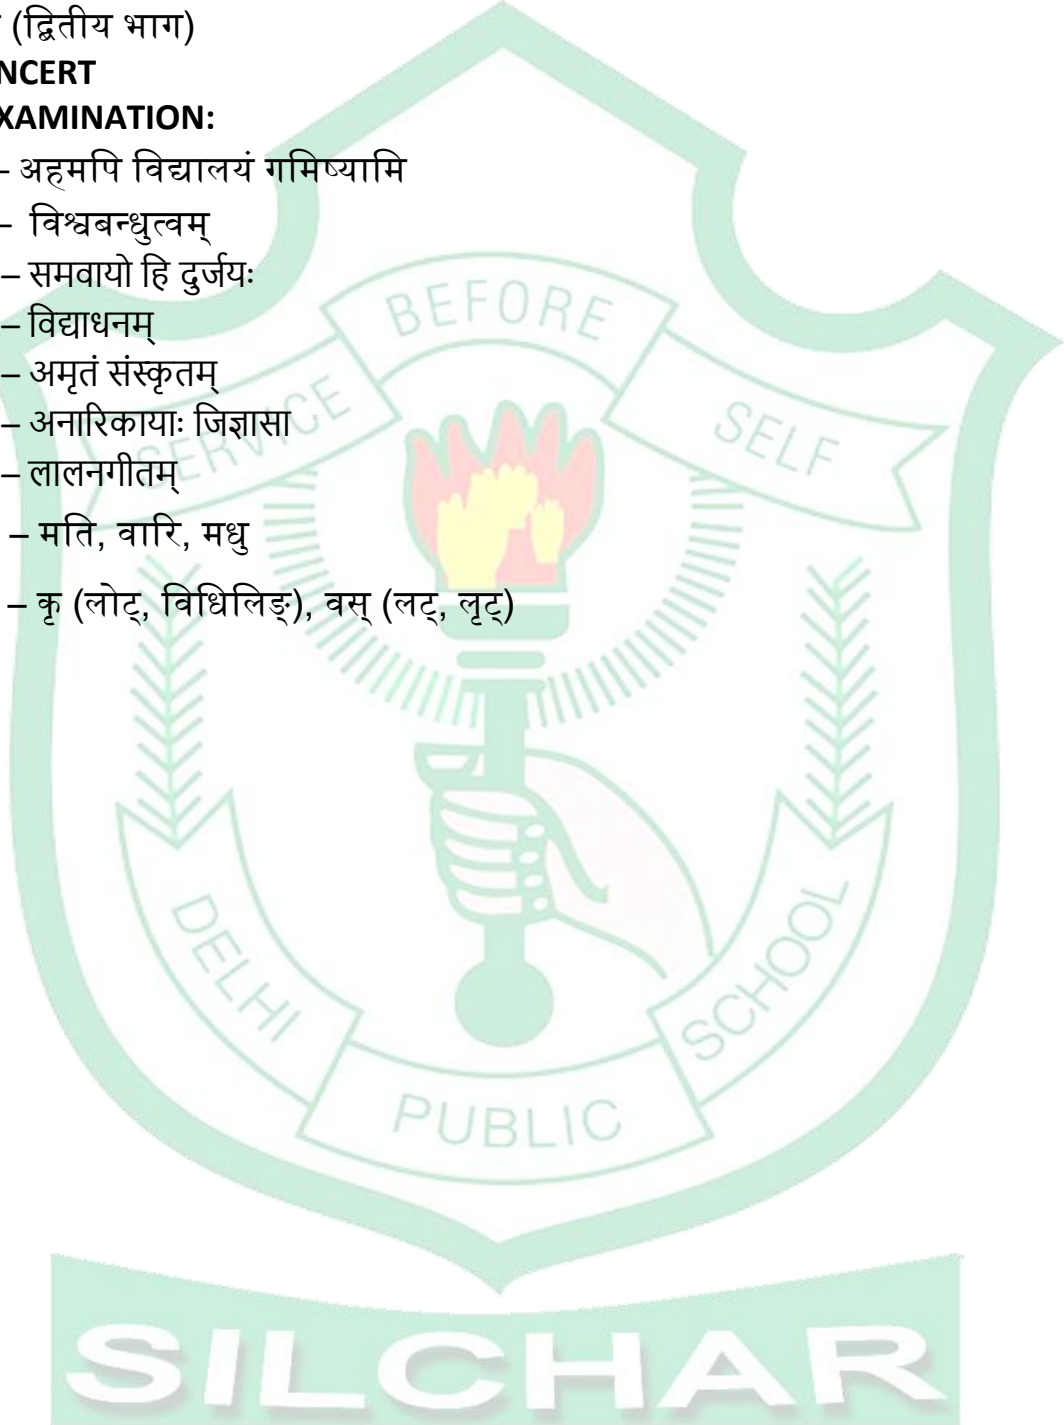 (द्वितीय भाग)
NCERT
XAMINATION:
– अहमपि विद्यालयं गमिष्यामि
– विश्वबन्धुत्वम्
– समवायो हि दुर्जयः
– विद्याधनम्
– अमृतं संस्कृतम्
– अनारिकायाः जिज्ञासा
– लालनगीतम्
– मति, वारि, मधु
– कृ (लोट्, विधिलिङ्), वस् (लट्, लृट्)
SERVICE BEFORE SELF
DELHI PUBLIC SCHOOL
SILCHAR